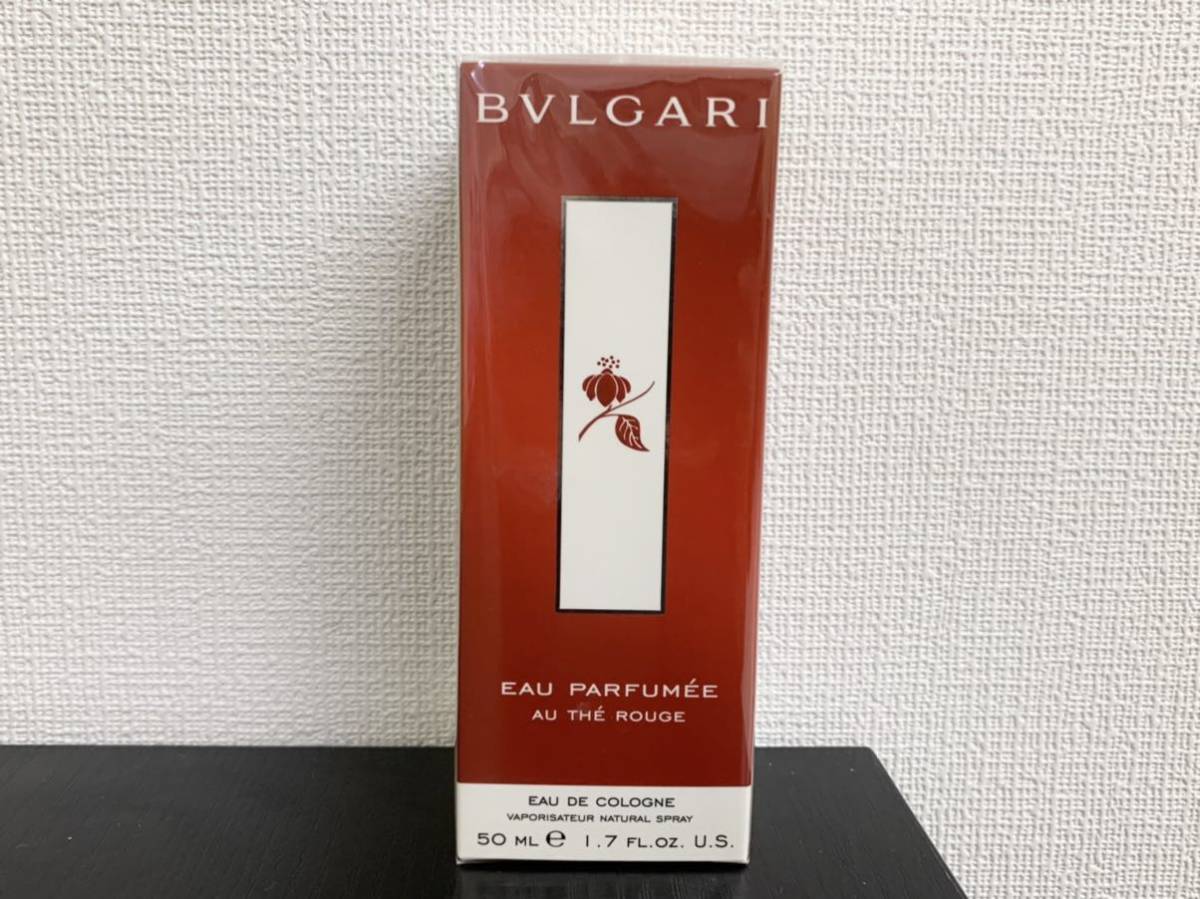 BVLGARI
EAU PARFUMÉE
AU THÉ ROUGE
EAU DE COLOGNE
VAPORISATEUR NATURAL SPRAY
50 ML ℮ 1.7 FL.OZ. U.S.